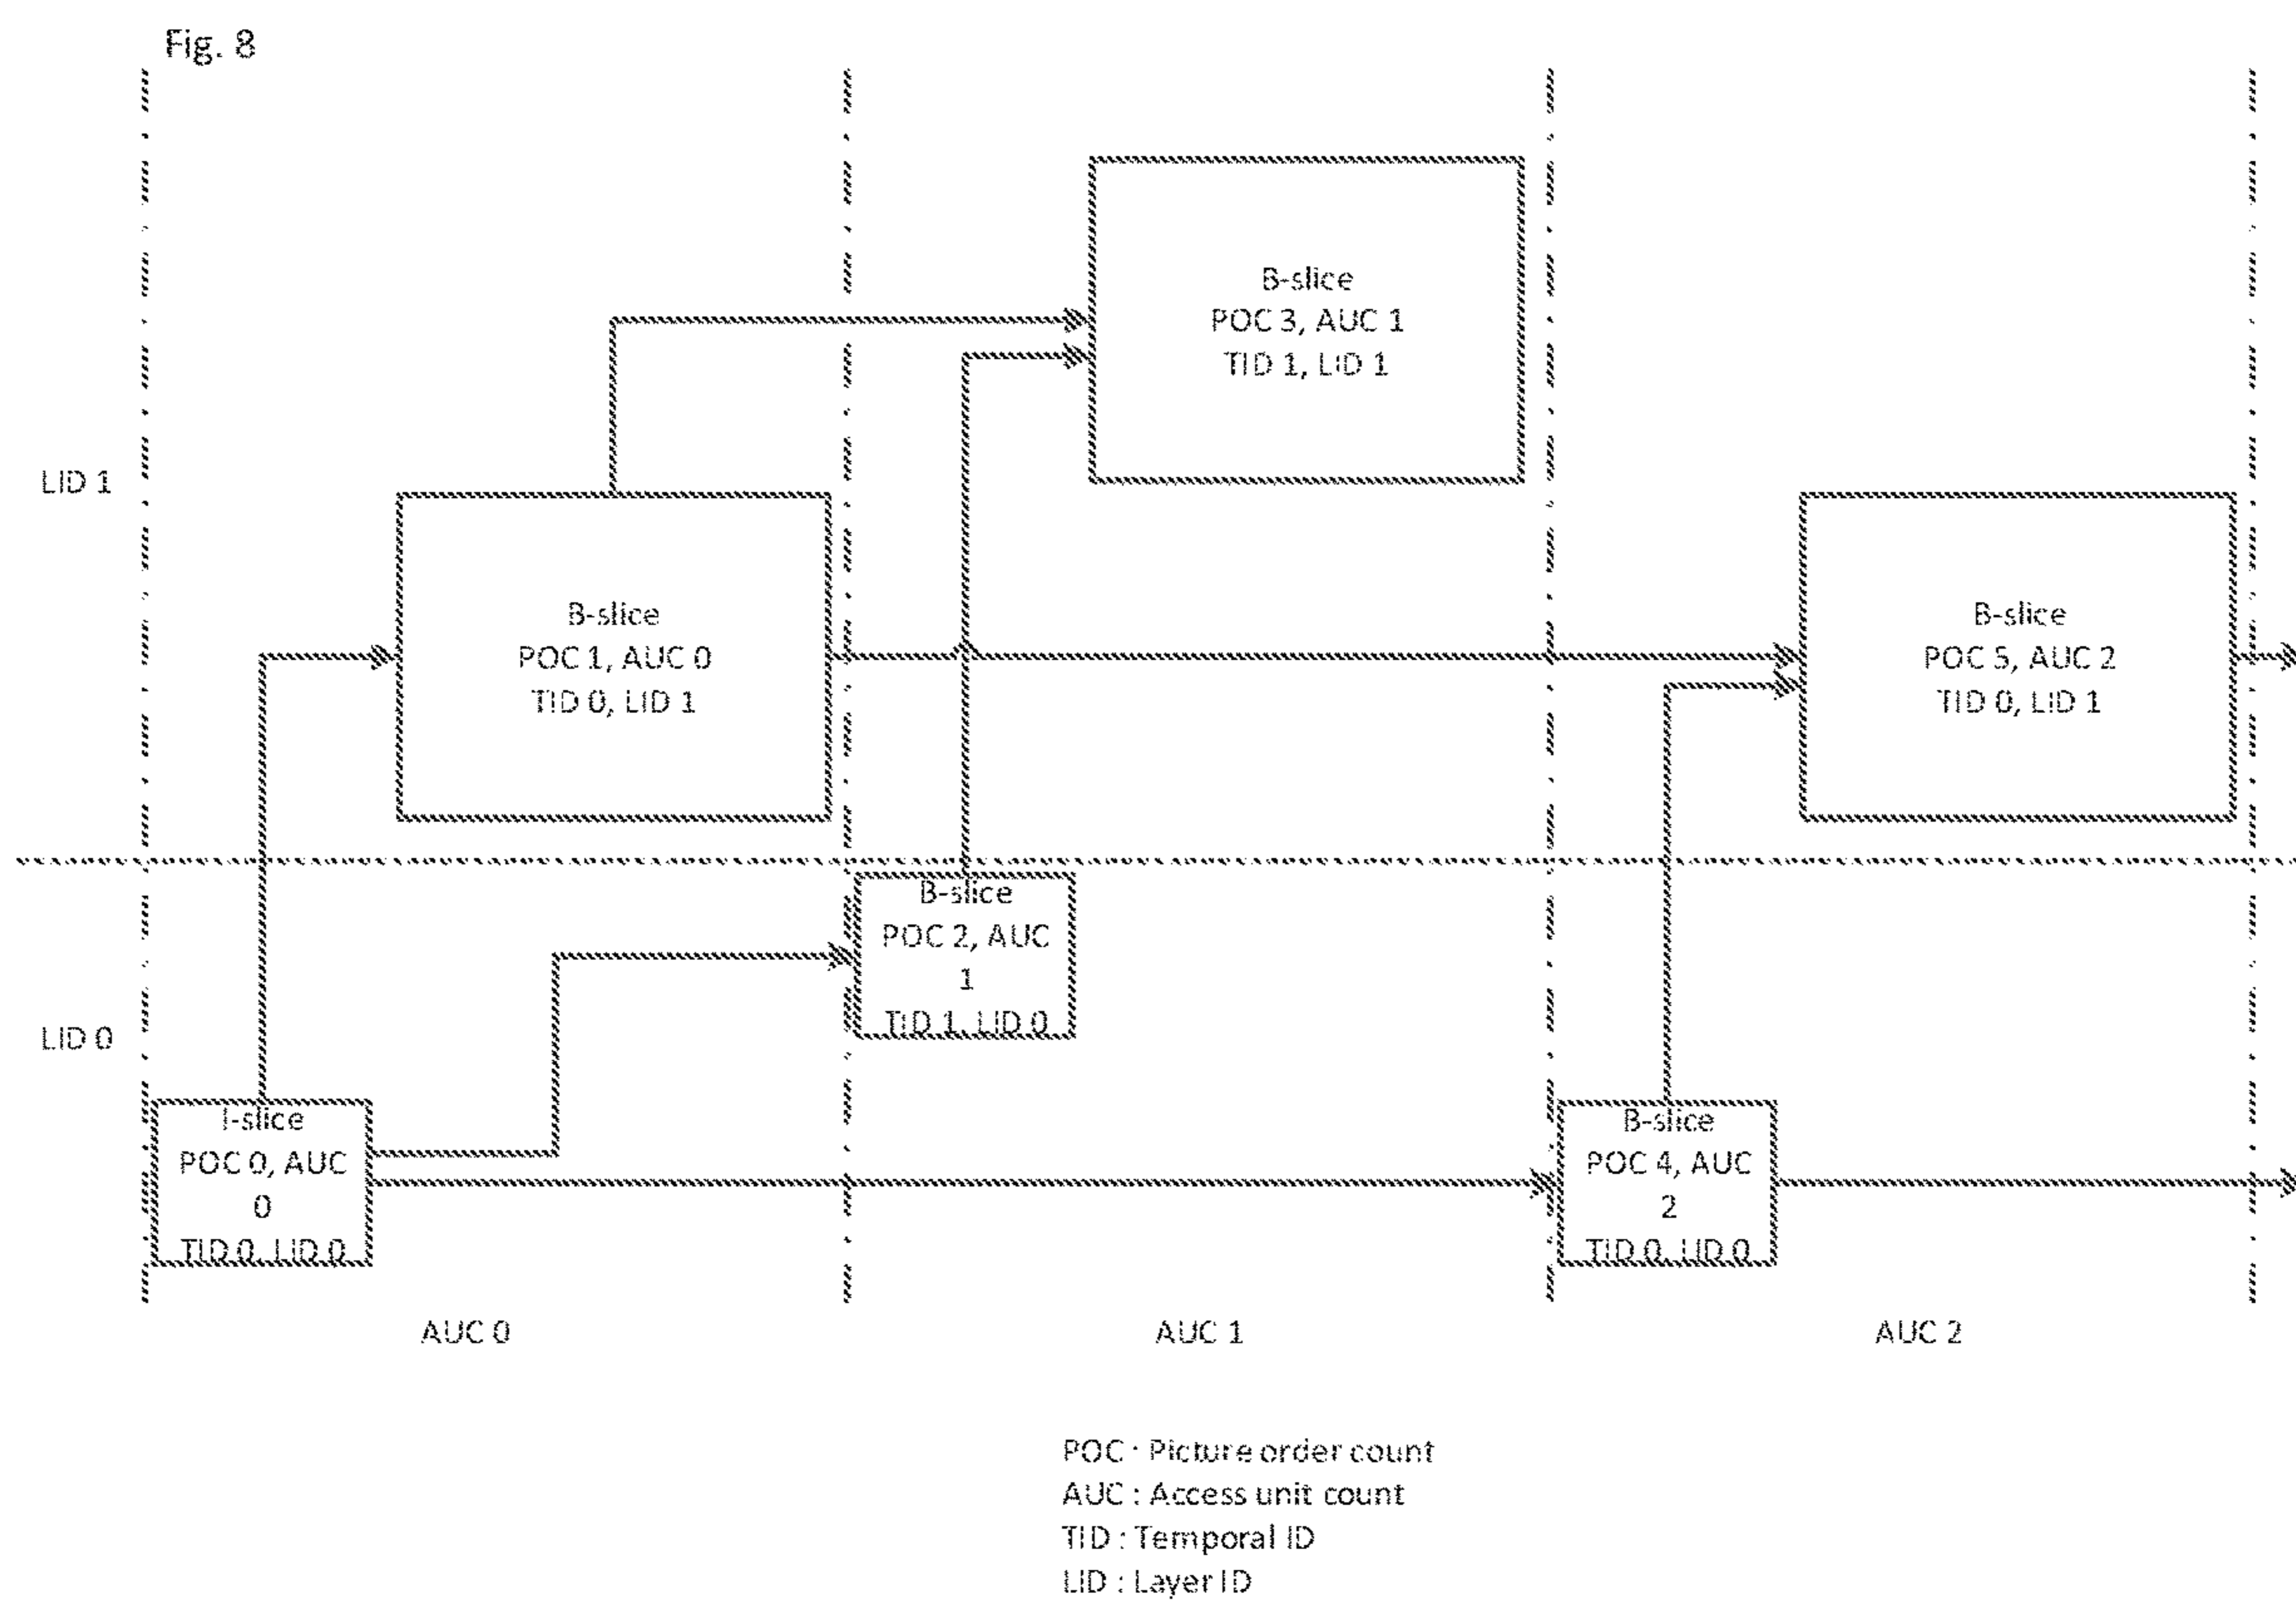 Fig. 8
B-slice
POC 3, AUC 1
TID 1, LID 1
LID 1
B-slice
POC 1, AUC 0
TID 0, LID 1
B-slice
POC 5, AUC 2
TID 0, LID 1
B-slice
POC 2, AUC
1
TID 1, LID 0
LID 0
I-slice
POC 0, AUC
0
TID 0, LID 0
B-slice
POC 4, AUC
2
TID 0, LID 0
AUC 0
AUC 1
AUC 2
POC : Picture order count
AUC : Access unit count
TID : Temporal ID
LID : Layer ID